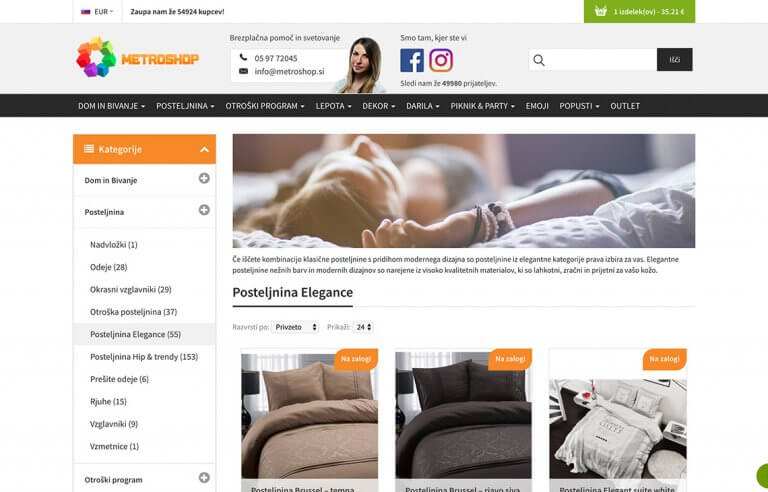 EUR
Zaupa nam že 54924 kupcev!
1 izdelek(ov) - 35.21 €
METROSHOP
Brezplačna pomoč in svetovanje
05 97 72045
info@metroshop.si
Smo tam, kjer ste vi
Sledi nam že 49980 prijateljev.
Išči
DOM IN BIVANJE
POSTELJNINA
OTROŠKI PROGRAM
LEPOTA
DEKOR
DARILA
PIKNIK & PARTY
EMOJI
POPUSTI
OUTLET
Kategorije
Dom in Bivanje
Posteljnina
Nadvložki (1)
Odeje (28)
Okrasni vzglavniki (29)
Otroška posteljnina (37)
Posteljnina Elegance (55)
Posteljnina Hip & trendy (153)
Prešite odeje (6)
Rjuhe (15)
Vzglavniki (9)
Vzmetnice (1)
Otroški program
Če iščete kombinacijo klasične posteljnine s pridihom modernega dizajna so posteljnine iz elegantne kategorije prava izbira za vas. Elegantne
posteljnine nežnih barv in modernih dizajnov so narejene iz visoko kvalitetnih materialov, ki so lahkotni, zračni in prijetni za vašo kožo.
Posteljnina Elegance
Razvrsti po: Privzeto
Prikaži: 24
Na zalogi
Na zalogi
Na zalogi
Posteljnina Brussel – temna
Posteljnina Brussel – rjavo siva
Posteljnina Elegant suite white